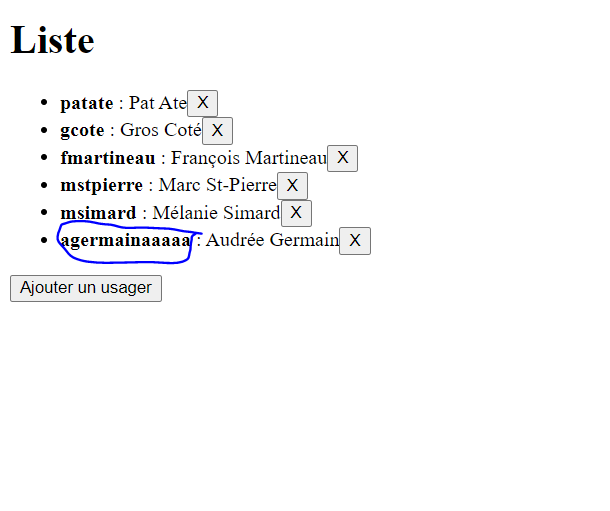 Liste
patate : Pat Ate X
gcote : Gros Coté X
fmartineau : François Martineau X
mstpierre : Marc St-Pierre X
msimard : Mélanie Simard X
agermainaaaaa : Audrée Germain X
Ajouter un usager